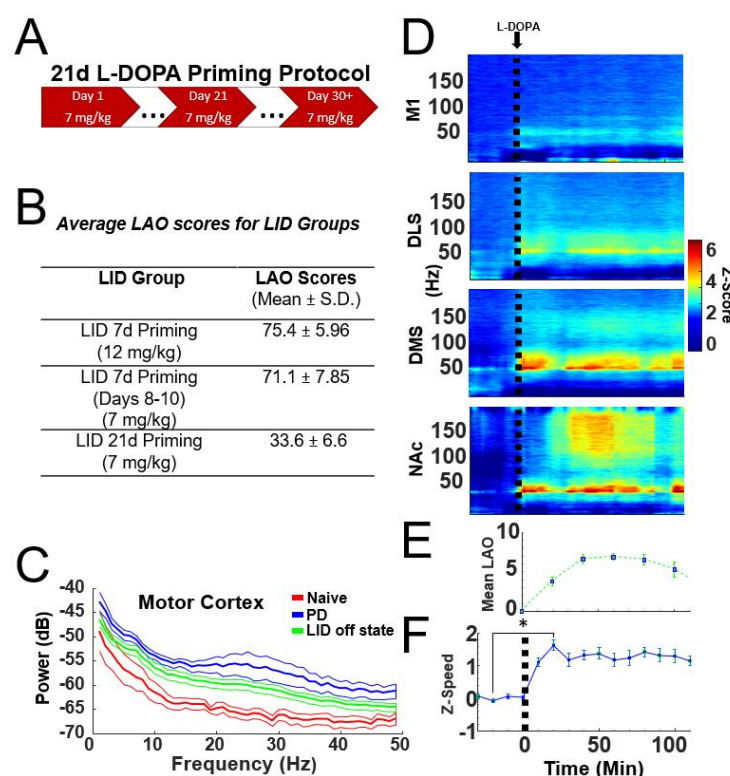 A
21d L-DOPA Priming Protocol
Day 1
7 mg/kg
...
Day 21
7 mg/kg
...
Day 30+
7 mg/kg
B
Average LAO scores for LID Groups
LID Group
LAO Scores
(Mean ± S.D.)
LID 7d Priming
(12 mg/kg)
75.4 ± 5.96
LID 7d Priming
(Days 8-10)
(7 mg/kg)
71.1 ± 7.85
LID 21d Priming
(7 mg/kg)
33.6 ± 6.6
C
Motor Cortex
Naive
PD
LID off state
Power (dB)
-40
-45
-50
-55
-60
-65
-70
0 10 20 30 40 50
Frequency (Hz)
D
L-DOPA
M1
150
100
50
DLS
150
100
50
(Hz)
DMS
150
100
50
NAc
150
100
50
6
4
2
0
Z-Score
E
Mean LAO
10
5
0
F
*
Z-Speed
2
1
0
-1
0 50 100
Time (Min)